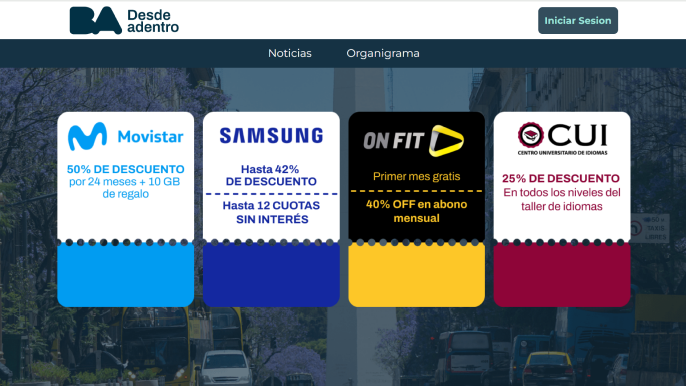 BA Desde
adentro
Iniciar Sesion
Noticias
Organigrama
Movistar
50% DE DESCUENTO
por 24 meses + 10 GB
de regalo
SAMSUNG
Hasta 42%
DE DESCUENTO
Hasta 12 CUOTAS
SIN INTERÉS
ON FIT
Primer mes gratis
40% OFF en abono
mensual
CUI
CENTRO UNIVERSITARIO DE IDIOMAS
25% DE DESCUENTO
En todos los niveles del
taller de idiomas